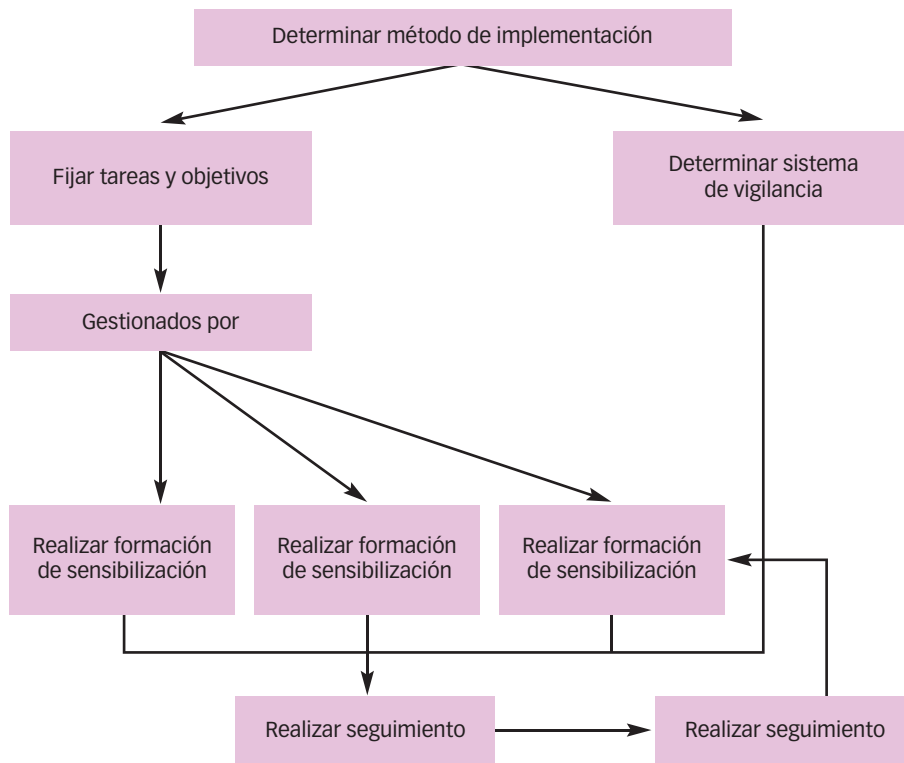 Determinar método de implementación
Fijar tareas y objetivos
Determinar sistema
de vigilancia
Gestionados por
Realizar formación
de sensibilización
Realizar formación
de sensibilización
Realizar formación
de sensibilización
Realizar seguimiento
Realizar seguimiento